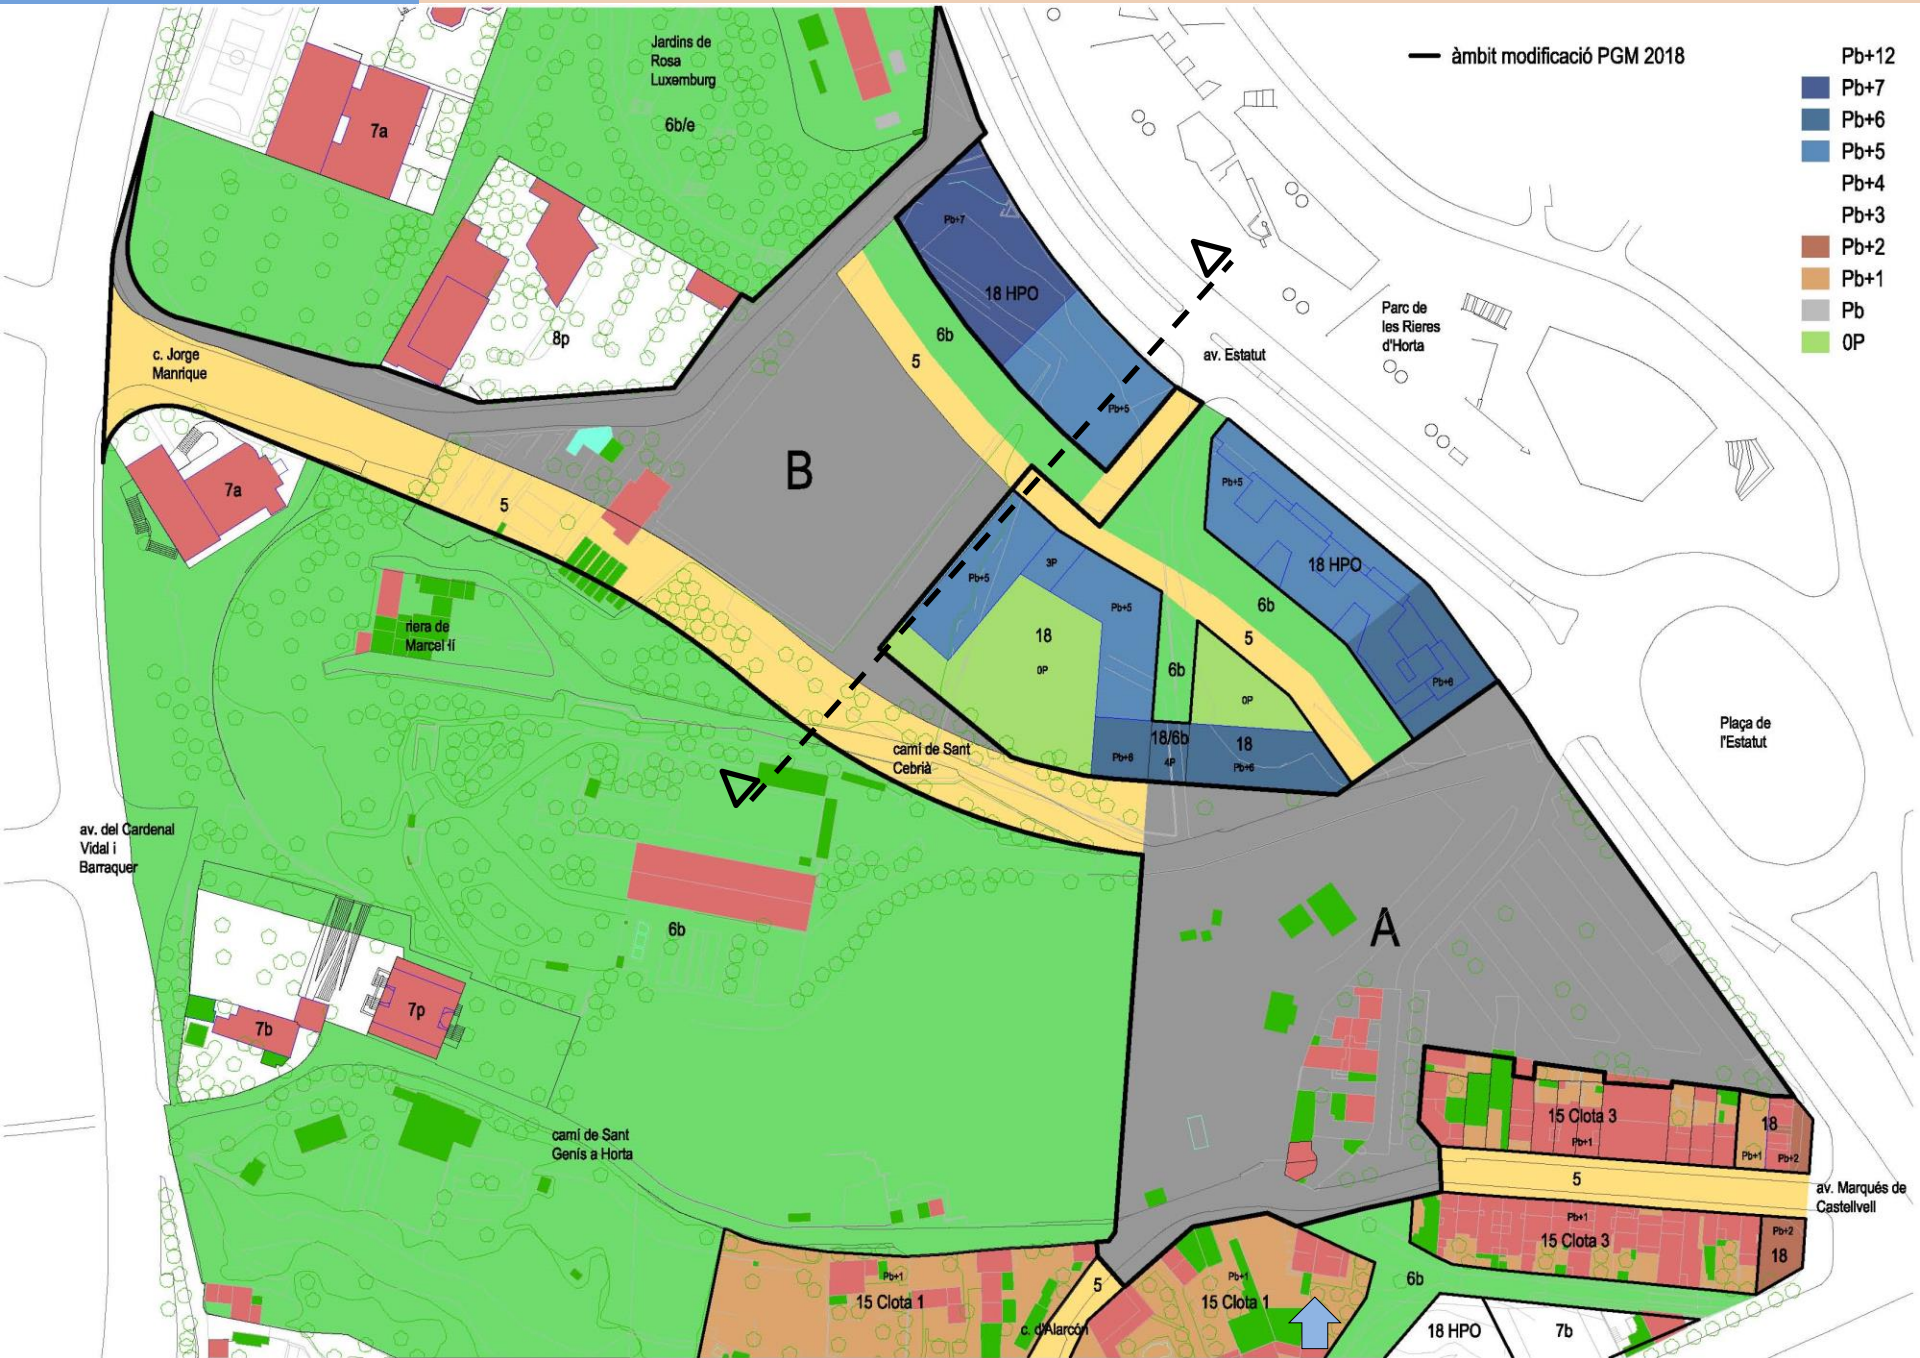 Jardins de
Rosa
Luxemburg
6b/e
àmbit modificació PGM 2018
Pb+12
Pb+7
Pb+6
Pb+5
Pb+4
Pb+3
Pb+2
Pb+1
Pb
0P
7a
Pb+7
18 HPO
8p
6b
5
c. Jorge
Manrique
Pb+5
av. Estatut
Parc de
les Rieres
d'Horta
B
7a
5
Pb+5
18 HPO
Pb+5
3P
Pb+5
6b
5
18
0P
6b
0P
Pb+6
riera de
Marcel·lí
18/6b
18
Pb+6
4P
Pb+6
camí de Sant
Cebrià
Plaça de
l'Estatut
av. del Cardenal
Vidal i
Barraquer
6b
A
7p
7b
camí de Sant
Genís a Horta
15 Clota 3
Pb+1
18
Pb+1
Pb+2
5
av. Marqués de
Castellvell
Pb+1
15 Clota 3
Pb+2
18
Pb+1
15 Clota 1
5
c. d'Alarcón
Pb+1
15 Clota 1
6b
18 HPO
7b